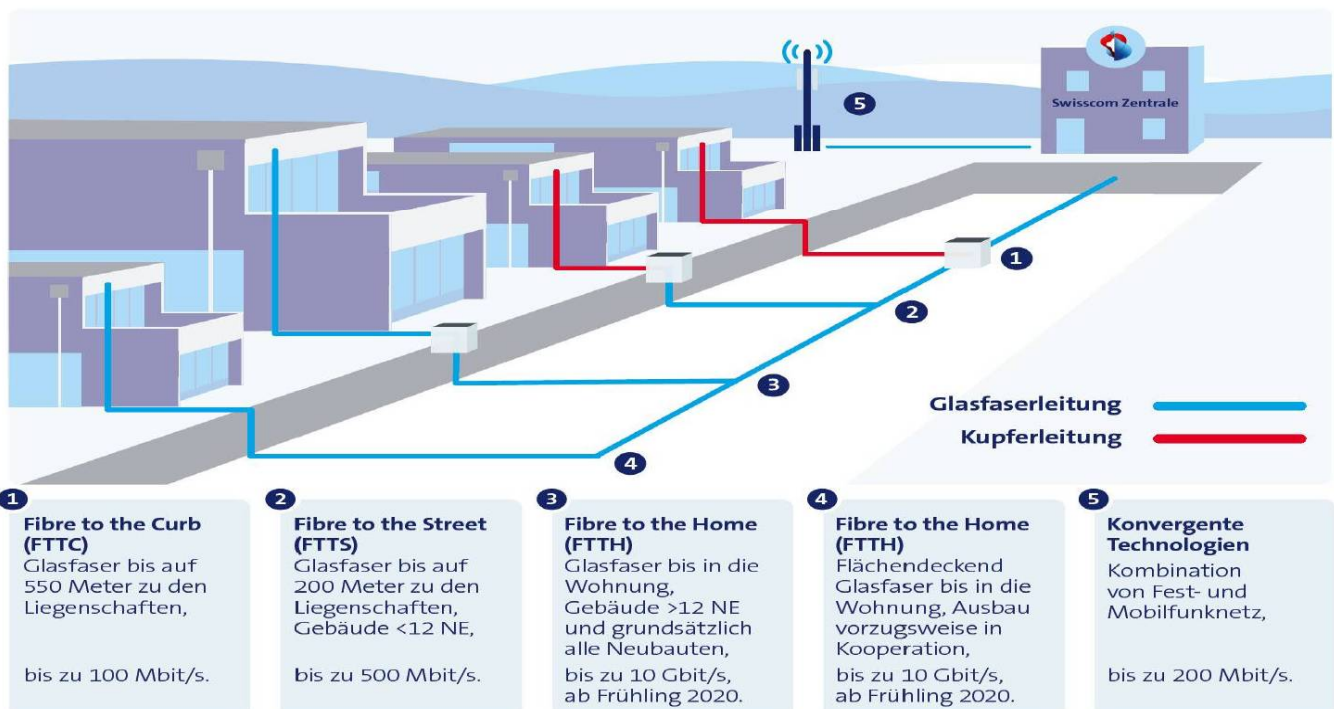 5
Swisscom Zentrale
1
2
3
4
Glasfaserleitung
Kupferleitung
1
Fibre to the Curb
(FTTC)
Glasfaser bis auf
550 Meter zu den
Liegenschaften,
bis zu 100 Mbit/s.
2
Fibre to the Street
(FTTS)
Glasfaser bis auf
200 Meter zu den
Liegenschaften,
Gebäude <12 NE,
bis zu 500 Mbit/s.
3
Fibre to the Home
(FTTH)
Glasfaser bis in die
Wohnung,
Gebäude >12 NE
und grundsätzlich
alle Neubauten,
bis zu 10 Gbit/s,
ab Frühling 2020.
4
Fibre to the Home
(FTTH)
Flächendeckend
Glasfaser bis in die
Wohnung, Ausbau
vorzugsweise in
Kooperation,
bis zu 10 Gbit/s,
ab Frühling 2020.
5
Konvergente
Technologien
Kombination
von Fest- und
Mobilfunknetz,
bis zu 200 Mbit/s.